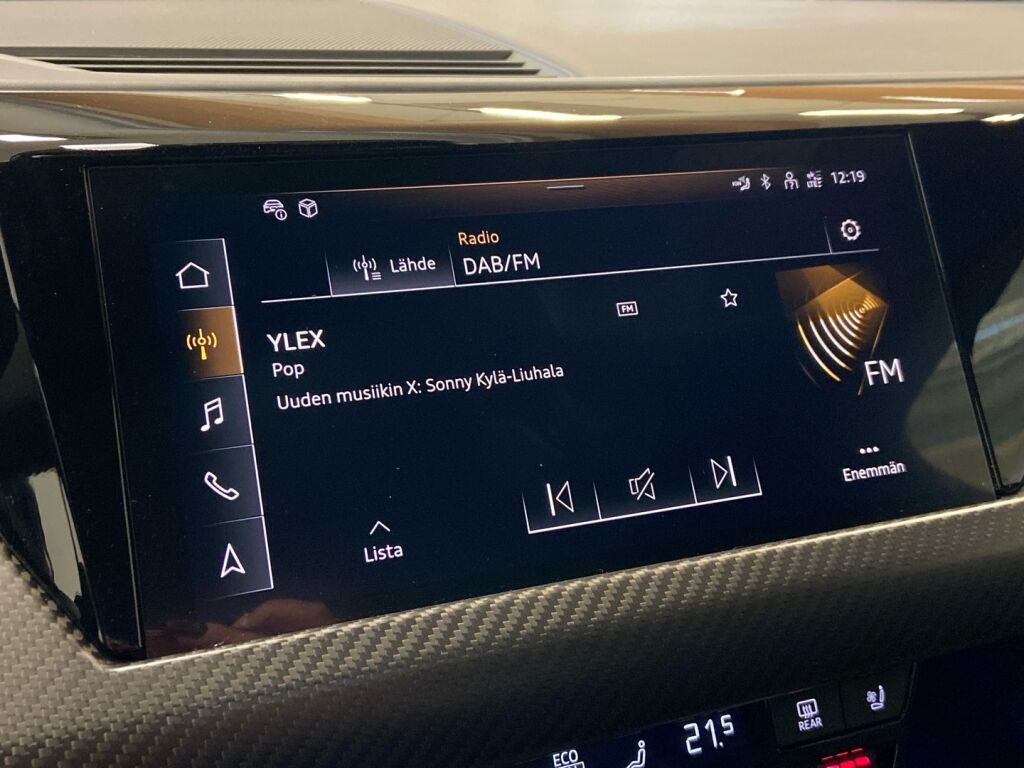 12:19
Radio
Lähde
DAB/FM
FM
YLEX
Pop
Uuden musiikin X: Sonny Kylä-Liuhala
FM
Enemmän
Lista
REAR
21.5
ECO